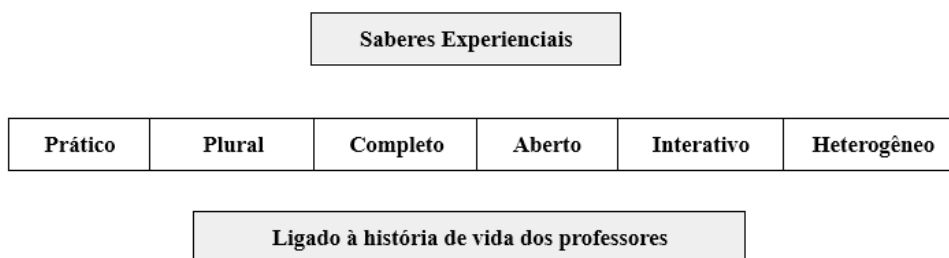 Saberes Experienciais
Prático Plural Completo Aberto Interativo Heterogêneo
Ligado à história de vida dos professores